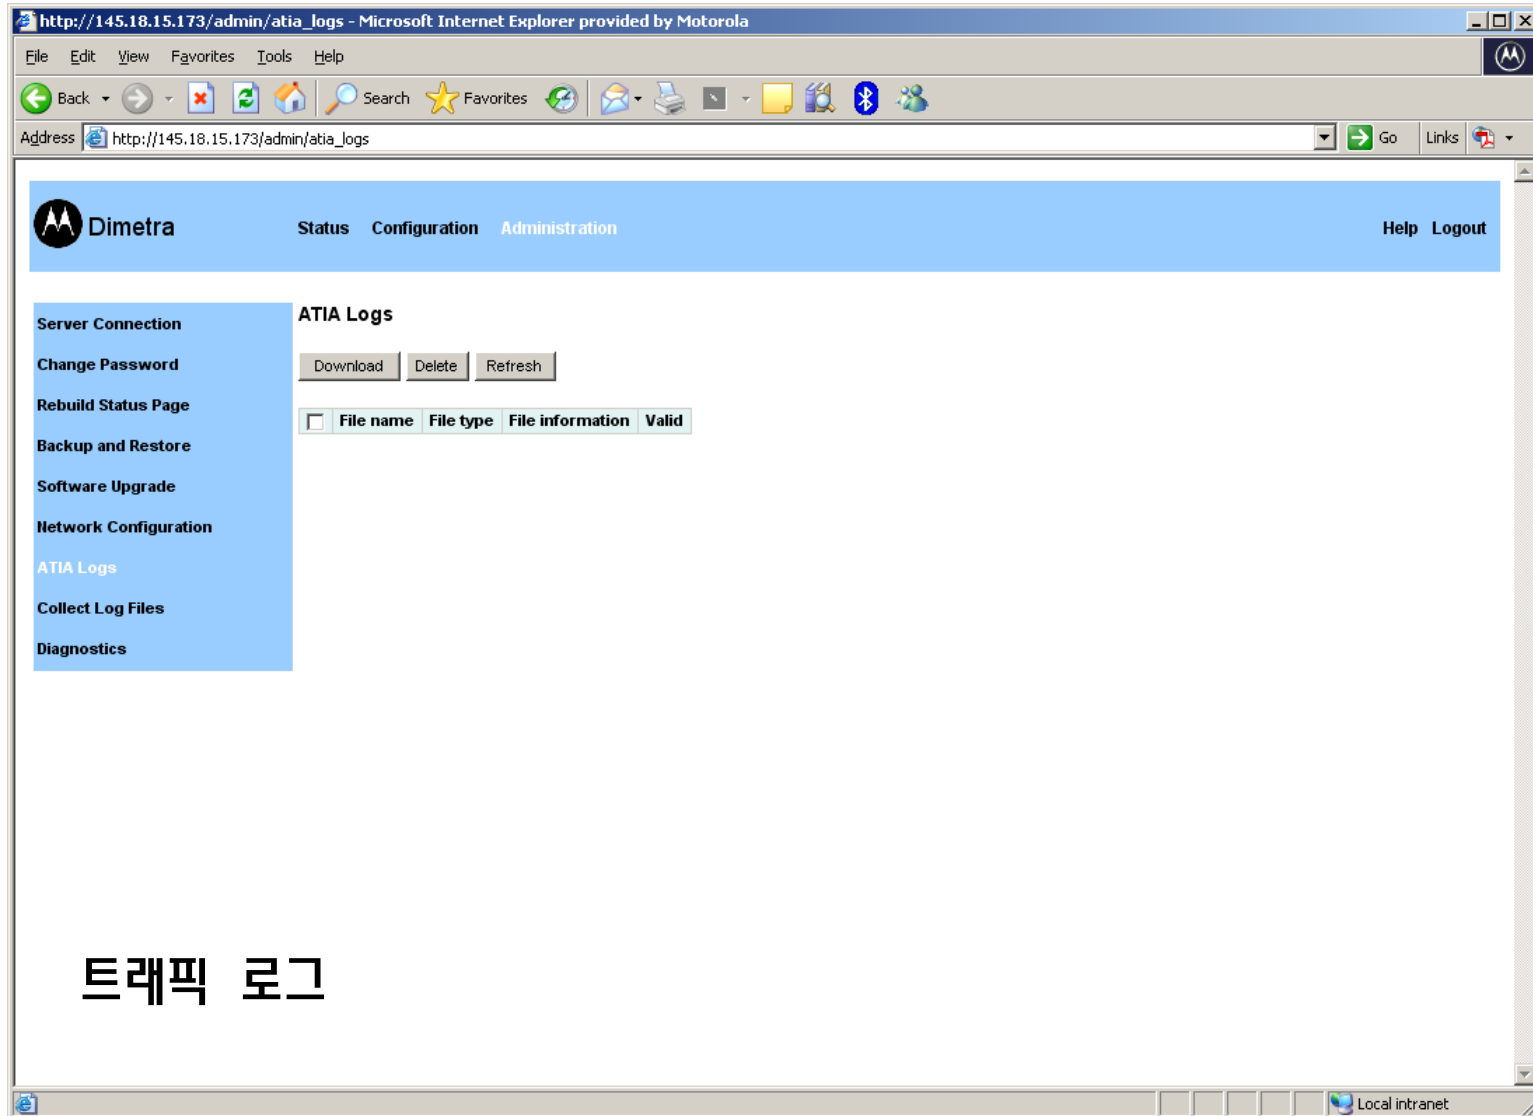 http://145.18.15.173/admin/atia_logs - Microsoft Internet Explorer provided by Motorola
File Edit View Favorites Tools Help
Back Search Favorites
Address http://145.18.15.173/admin/atia_logs Go Links
Dimetra Status Configuration Administration Help Logout
Server Connection
Change Password
Rebuild Status Page
Backup and Restore
Software Upgrade
Network Configuration
ATIA Logs
Collect Log Files
Diagnostics
ATIA Logs
Download Delete Refresh
File name File type File information Valid
트래픽 로그
Local intranet